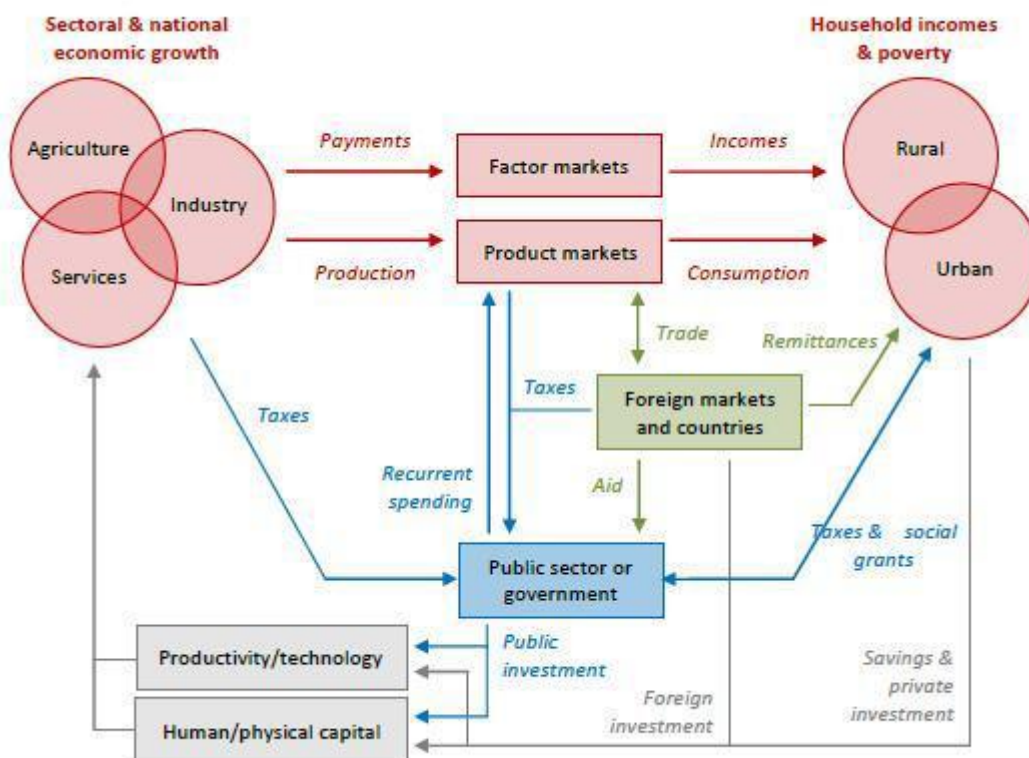 Sectoral & national
economic growth
Household incomes
& poverty
Agriculture
Industry
Services
Payments
Factor markets
Incomes
Rural
Production
Product markets
Consumption
Urban
Trade
Remittances
Taxes
Taxes
Foreign markets
and countries
Recurrent
spending
Aid
Taxes & social
grants
Public sector or
government
Productivity/technology
Public
investment
Human/physical capital
Foreign
investment
Savings &
private
investment